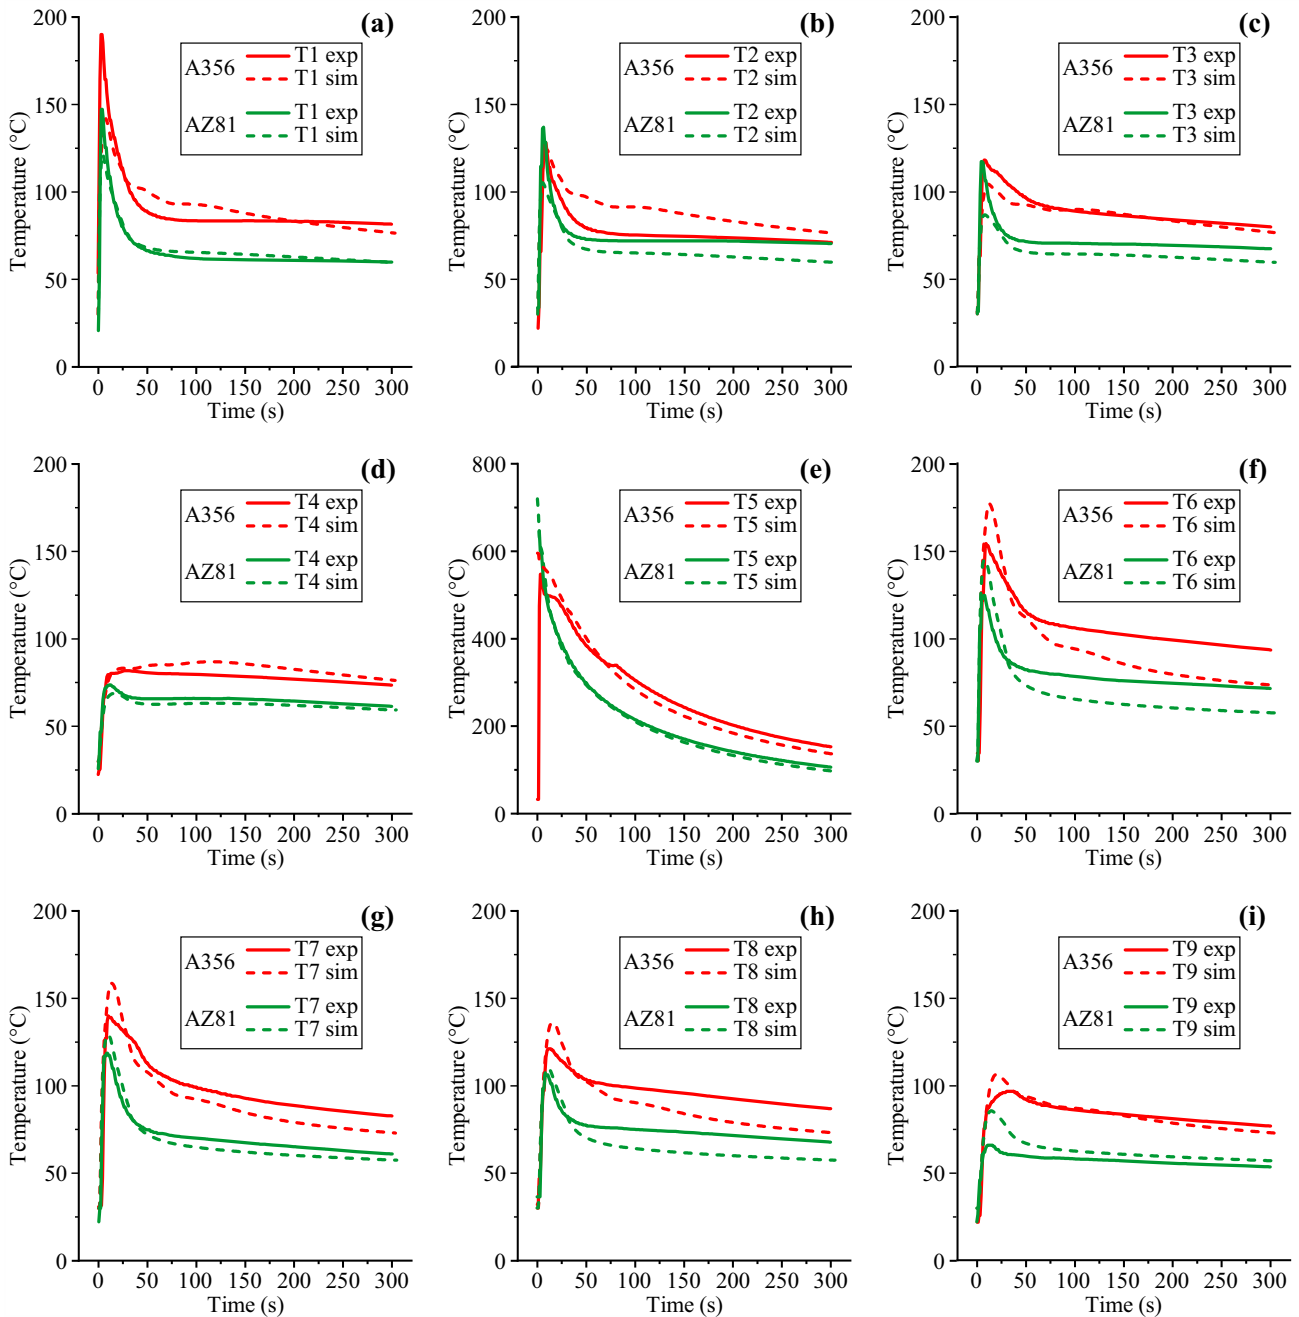 (a)
200
150
100
50
0
Temperature (°C)
A356
T1 exp
T1 sim
AZ81
T1 exp
T1 sim
0 50 100 150 200 250 300
Time (s)
(b)
200
150
100
50
0
Temperature (°C)
A356
T2 exp
T2 sim
AZ81
T2 exp
T2 sim
0 50 100 150 200 250 300
Time (s)
(c)
200
150
100
50
0
Temperature (°C)
A356
T3 exp
T3 sim
AZ81
T3 exp
T3 sim
0 50 100 150 200 250 300
Time (s)
(d)
200
150
100
50
0
Temperature (°C)
A356
T4 exp
T4 sim
AZ81
T4 exp
T4 sim
0 50 100 150 200 250 300
Time (s)
(e)
800
600
400
200
0
Temperature (°C)
A356
T5 exp
T5 sim
AZ81
T5 exp
T5 sim
0 50 100 150 200 250 300
Time (s)
(f)
200
150
100
50
0
Temperature (°C)
A356
T6 exp
T6 sim
AZ81
T6 exp
T6 sim
0 50 100 150 200 250 300
Time (s)
(g)
200
150
100
50
0
Temperature (°C)
A356
T7 exp
T7 sim
AZ81
T7 exp
T7 sim
0 50 100 150 200 250 300
Time (s)
(h)
200
150
100
50
0
Temperature (°C)
A356
T8 exp
T8 sim
AZ81
T8 exp
T8 sim
0 50 100 150 200 250 300
Time (s)
(i)
200
150
100
50
0
Temperature (°C)
A356
T9 exp
T9 sim
AZ81
T9 exp
T9 sim
0 50 100 150 200 250 300
Time (s)